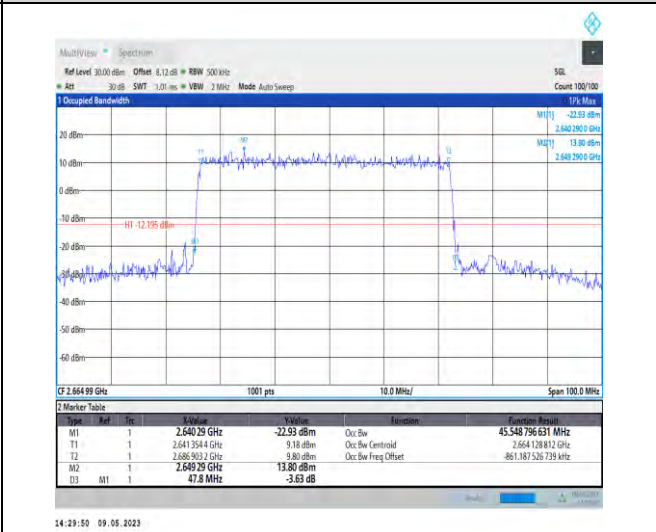 MultiView Spectrum
Ref Level 30.00 dBm Offset 8.12 dB RBW 500 kHz SGL
Att 30 dB SWT 1.01 ms VBW 2 MHz Mode Auto Sweep Count 100/100
1 Occupied Bandwidth 1Pk Max
M1[1] -22.93 dBm
2.640 290 0 GHz
M2[1] 13.80 dBm
2.649 290 0 GHz
20 dBm
10 dBm
0 dBm
-10 dBm
H1 -12.195 dBm
-20 dBm
-30 dBm
-40 dBm
-50 dBm
-60 dBm
CF 2.664 99 GHz 1001 pts 10.0 MHz/ Span 100.0 MHz
2 Marker Table
Type Ref Trc X-Value Y-Value Function Function Result
M1 1 2.640 29 GHz -22.93 dBm Occ Bw 45.548 796 631 MHz
T1 1 2.641 354 4 GHz 9.18 dBm Occ Bw Centroid 2.664 128 812 GHz
T2 1 2.686 903 2 GHz 9.80 dBm Occ Bw Freq Offset -861.187 526 739 kHz
M2 1 2.649 29 GHz 13.80 dBm
D3 M1 1 47.8 MHz -3.63 dB
14:29:50 09.05.2023